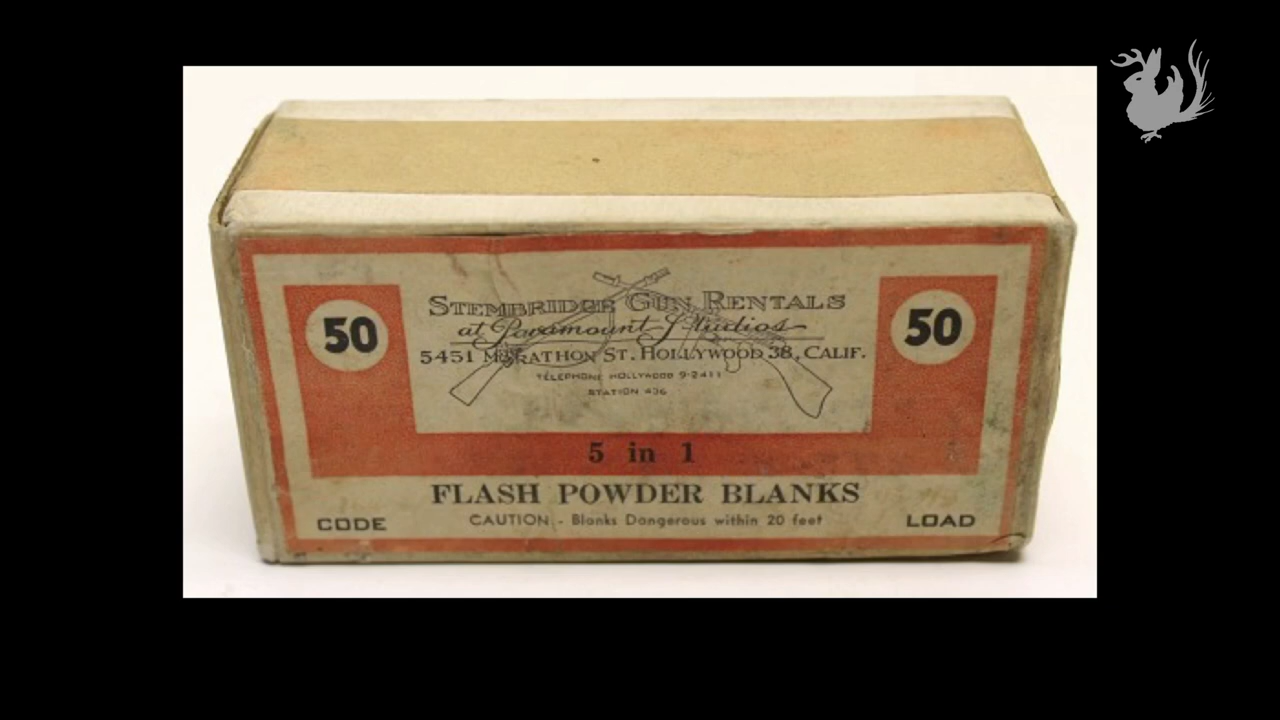 STEMBRIDGE GUN RENTALS
at Paramount Studios
5451 MARATHON ST. HOLLYWOOD 38, CALIF.
TELEPHONE HOLLYWOOD 9-2411
STATION 436
50
50
5 in 1
FLASH POWDER BLANKS
CAUTION - Blanks Dangerous within 20 feet
CODE
LOAD